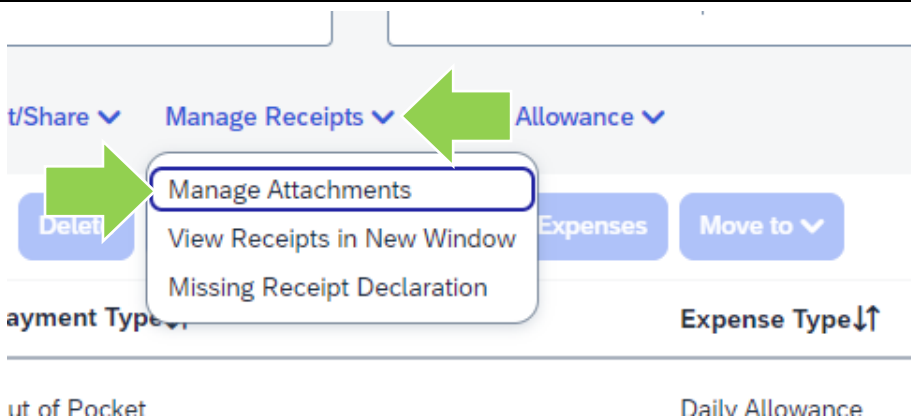 t/Share Manage Receipts Allowance
Manage Attachments
Delet Expenses Move to
View Receipts in New Window
Missing Receipt Declaration
ayment Type Expense Type
ut of Pocket Daily Allowance